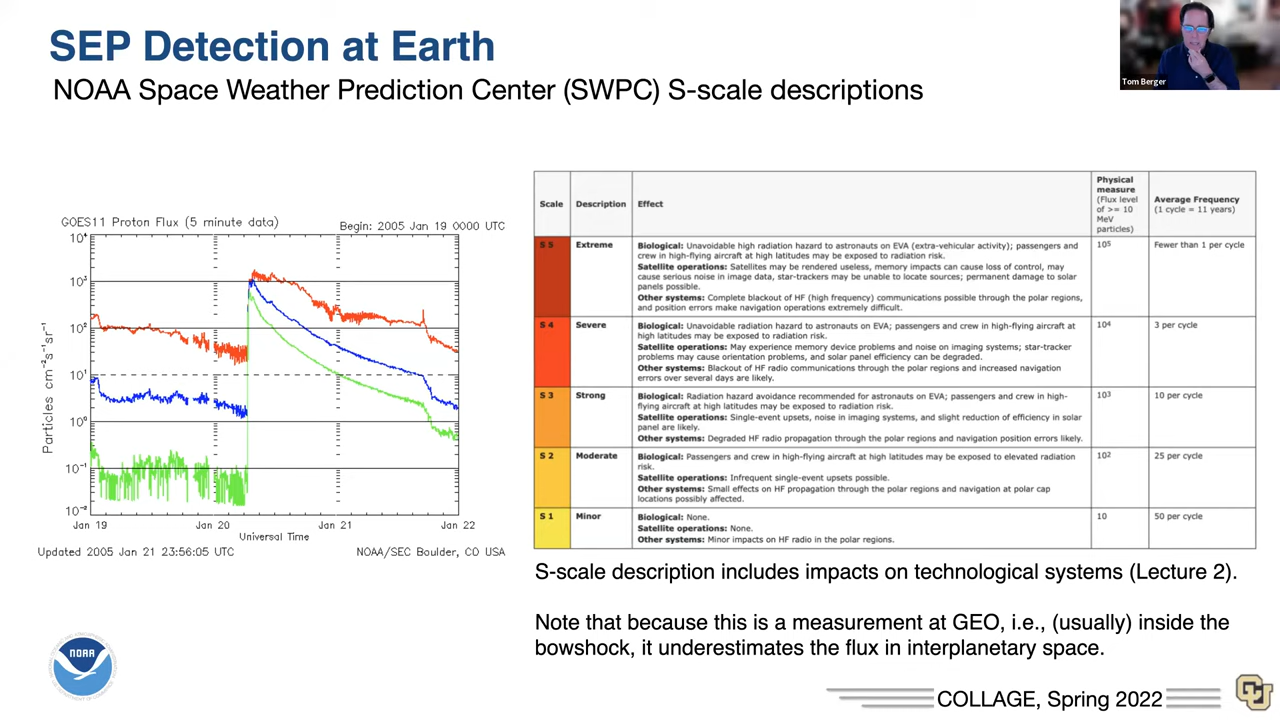 SEP Detection at Earth
NOAA Space Weather Prediction Center (SWPC) S-scale descriptions
Tom Berger
GOES11 Proton Flux (5 minute data)
Begin: 2005 Jan 19 0000 UTC
Particles cm⁻²s⁻¹sr⁻¹
10⁴
10³
10²
10¹
10⁰
10⁻¹
10⁻²
Jan 19
Jan 20
Jan 21
Jan 22
Universal Time
Updated 2005 Jan 21 23:56:05 UTC
NOAA/SEC Boulder, CO USA
Scale
Description
Effect
Physical
measure
(Flux level
of >= 10
MeV
particles)
Average Frequency
(1 cycle = 11 years)
S 5
Extreme
Biological: Unavoidable high radiation hazard to astronauts on EVA (extra-vehicular activity); passengers and
crew in high-flying aircraft at high latitudes may be exposed to radiation risk.
Satellite operations: Satellites may be rendered useless, memory impacts can cause loss of control, may
cause serious noise in image data, star-trackers may be unable to locate sources; permanent damage to solar
panels possible.
Other systems: Complete blackout of HF (high frequency) communications possible through the polar regions,
and position errors make navigation operations extremely difficult.
10⁵
Fewer than 1 per cycle
S 4
Severe
Biological: Unavoidable radiation hazard to astronauts on EVA; passengers and crew in high-flying aircraft at
high latitudes may be exposed to radiation risk.
Satellite operations: May experience memory device problems and noise on imaging systems; star-tracker
problems may cause orientation problems, and solar panel efficiency can be degraded.
Other systems: Blackout of HF radio communications through the polar regions and increased navigation
errors over several days are likely.
10⁴
3 per cycle
S 3
Strong
Biological: Radiation hazard avoidance recommended for astronauts on EVA; passengers and crew in high-
flying aircraft at high latitudes may be exposed to radiation risk.
Satellite operations: Single-event upsets, noise in imaging systems, and slight reduction of efficiency in solar
panel are likely.
Other systems: Degraded HF radio propagation through the polar regions and navigation position errors likely.
10³
10 per cycle
S 2
Moderate
Biological: Passengers and crew in high-flying aircraft at high latitudes may be exposed to elevated radiation
risk.
Satellite operations: Infrequent single-event upsets possible.
Other systems: Small effects on HF propagation through the polar regions and navigation at polar cap
locations possibly affected.
10²
25 per cycle
S 1
Minor
Biological: None.
Satellite operations: None.
Other systems: Minor impacts on HF radio in the polar regions.
10
50 per cycle
S-scale description includes impacts on technological systems (Lecture 2).
Note that because this is a measurement at GEO, i.e., (usually) inside the
bowshock, it underestimates the flux in interplanetary space.
NOAA
COLLAGE, Spring 2022
CU